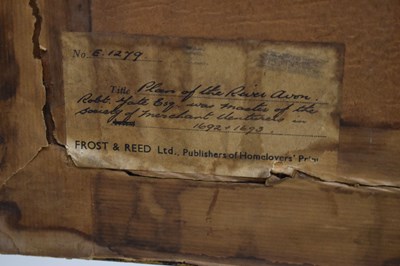 No E.1279
Title Plan of the River Avon.
Robt. Yate Esq. was Master of the
Society of Merchant Venturers in
1692 & 1693.
FROST & REED Ltd., Publishers of Homelovers' Prints